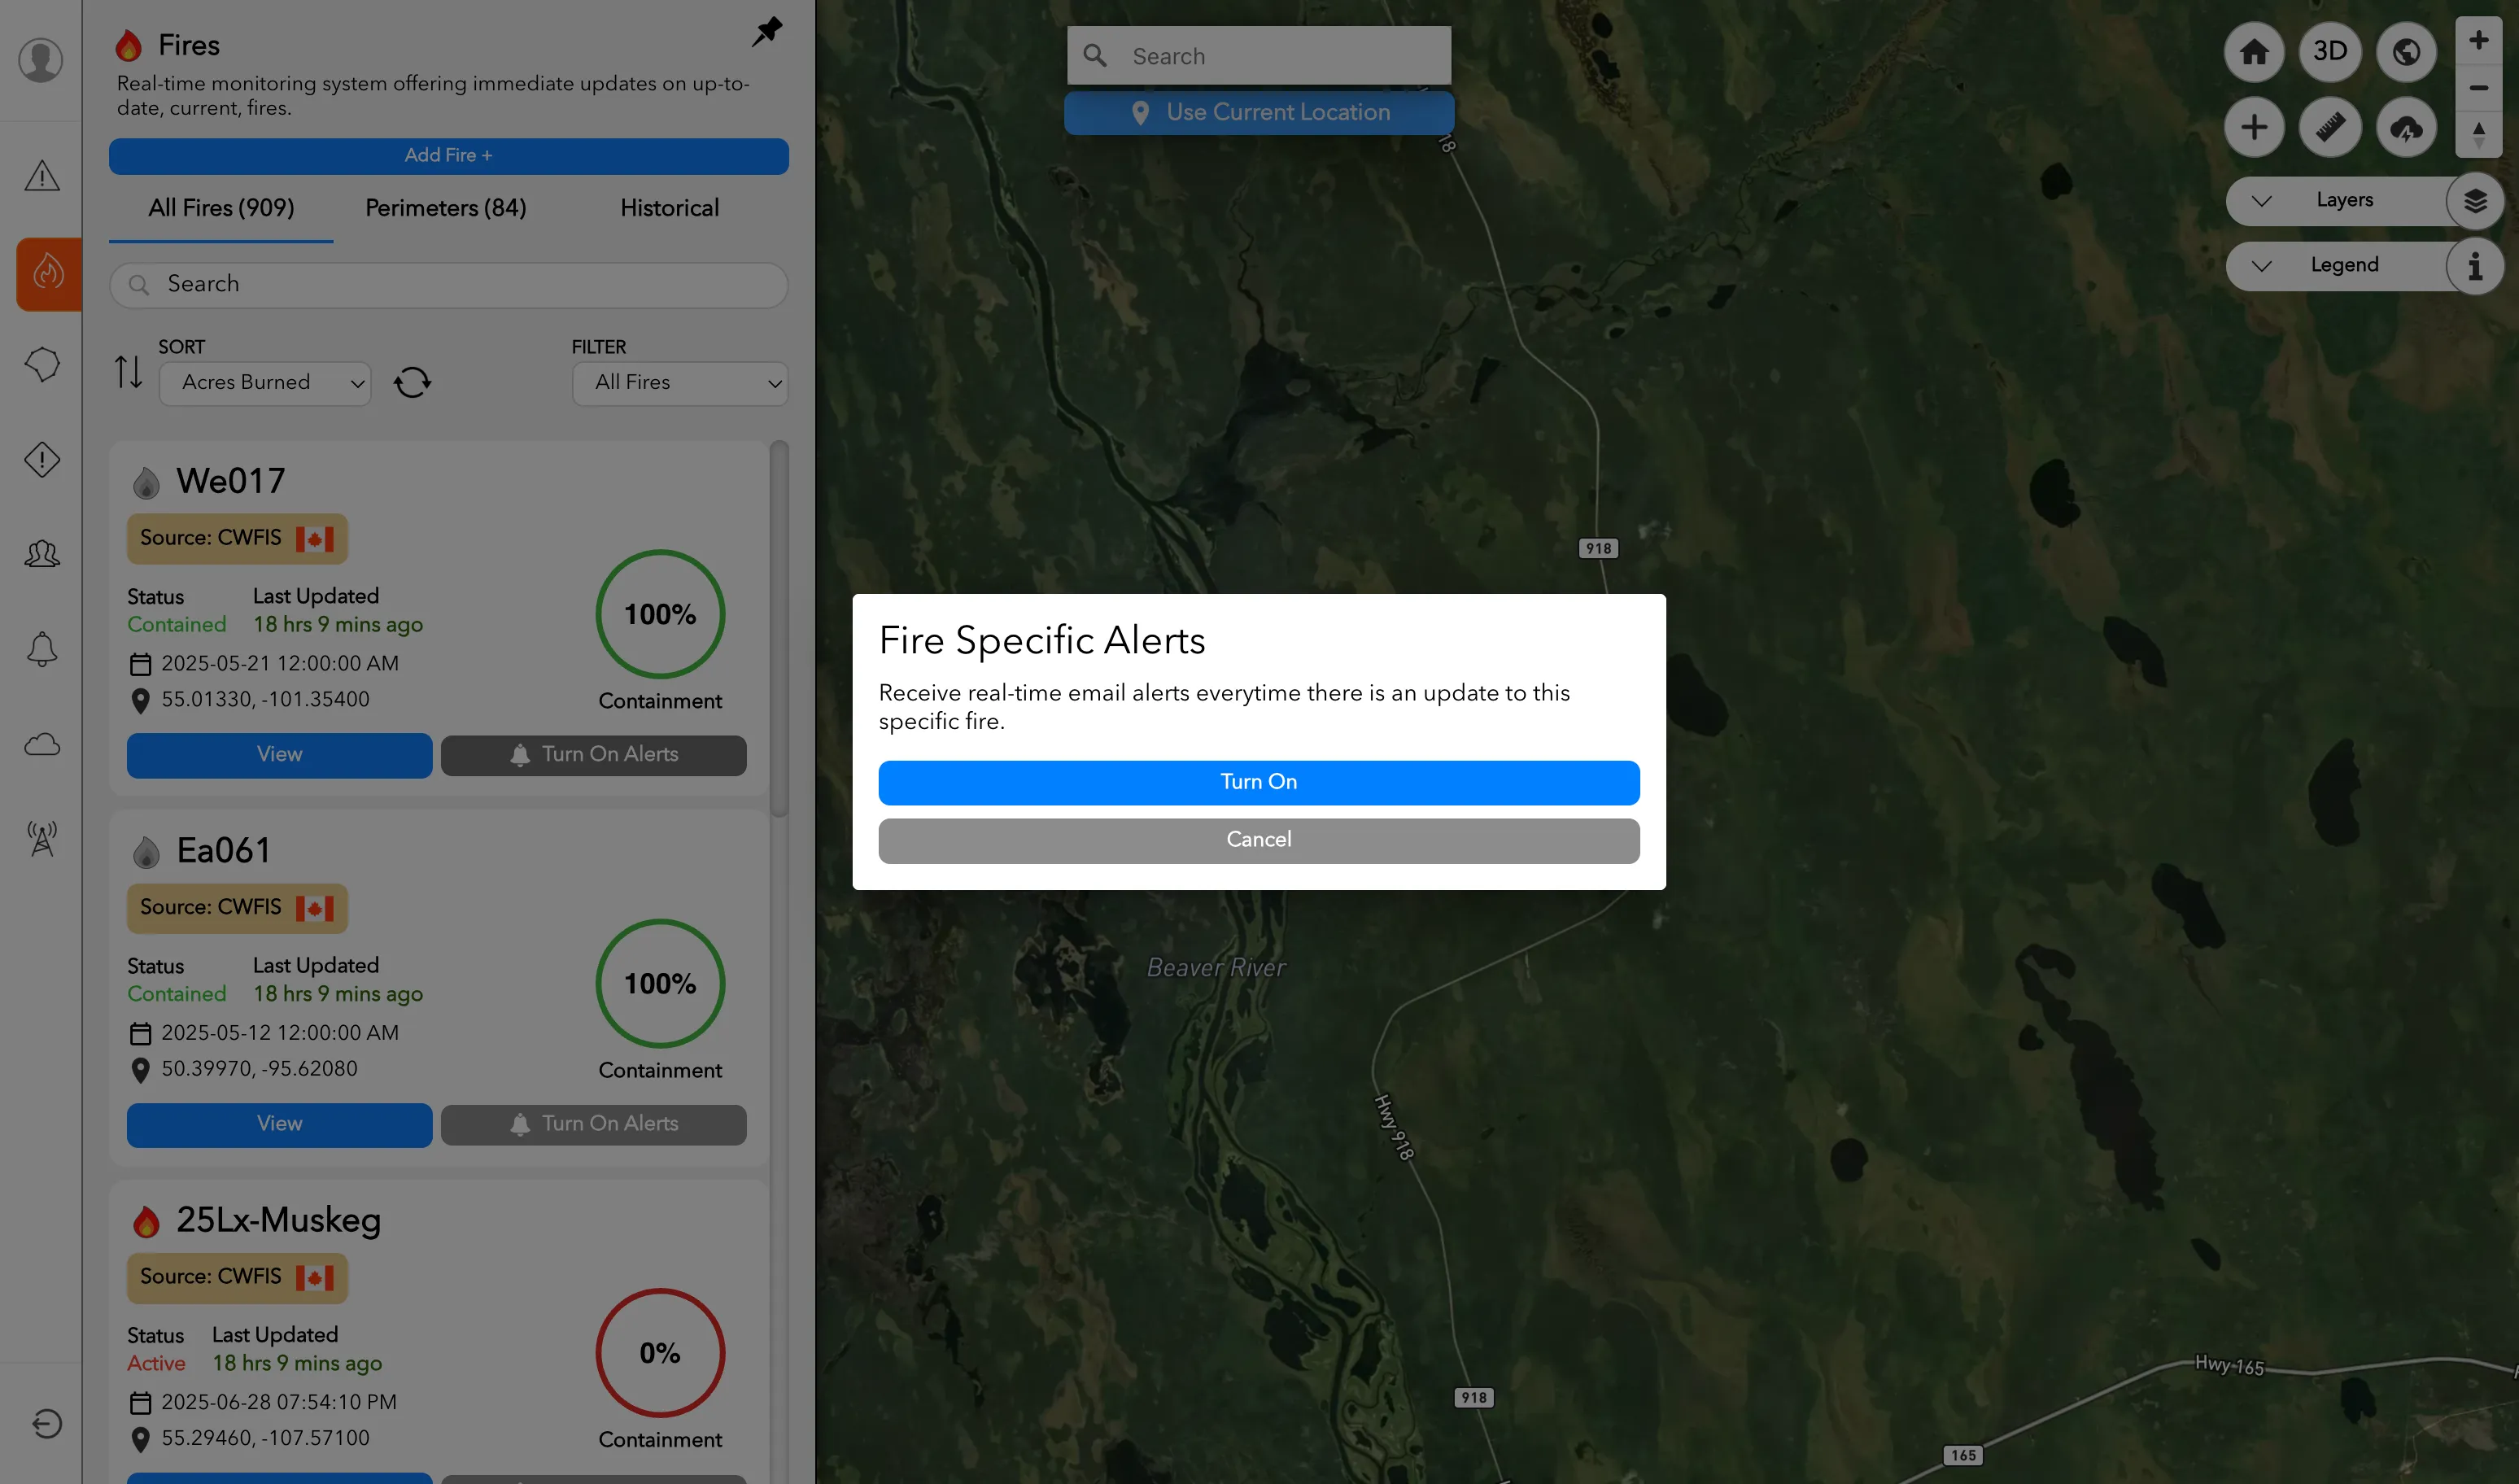 Fires
Real-time monitoring system offering immediate updates on up-to-
date, current, fires.
Add Fire +
All Fires (909)
Perimeters (84)
Historical
Search
SORT
Acres Burned
FILTER
All Fires
We017
Source: CWFIS
Status
Last Updated
Contained
18 hrs 9 mins ago
2025-05-21 12:00:00 AM
55.01330, -101.35400
100%
Containment
View
Turn On Alerts
Ea061
Source: CWFIS
Status
Last Updated
Contained
18 hrs 9 mins ago
2025-05-12 12:00:00 AM
50.39970, -95.62080
100%
Containment
View
Turn On Alerts
25Lx-Muskeg
Source: CWFIS
Status
Last Updated
Active
18 hrs 9 mins ago
2025-06-28 07:54:10 PM
55.29460, -107.57100
0%
Containment
Search
Use Current Location
3D
Layers
Legend
918
Fire Specific Alerts
Receive real-time email alerts everytime there is an update to this
specific fire.
Turn On
Cancel
Beaver River
Hwy 918
918
Hwy 165
165